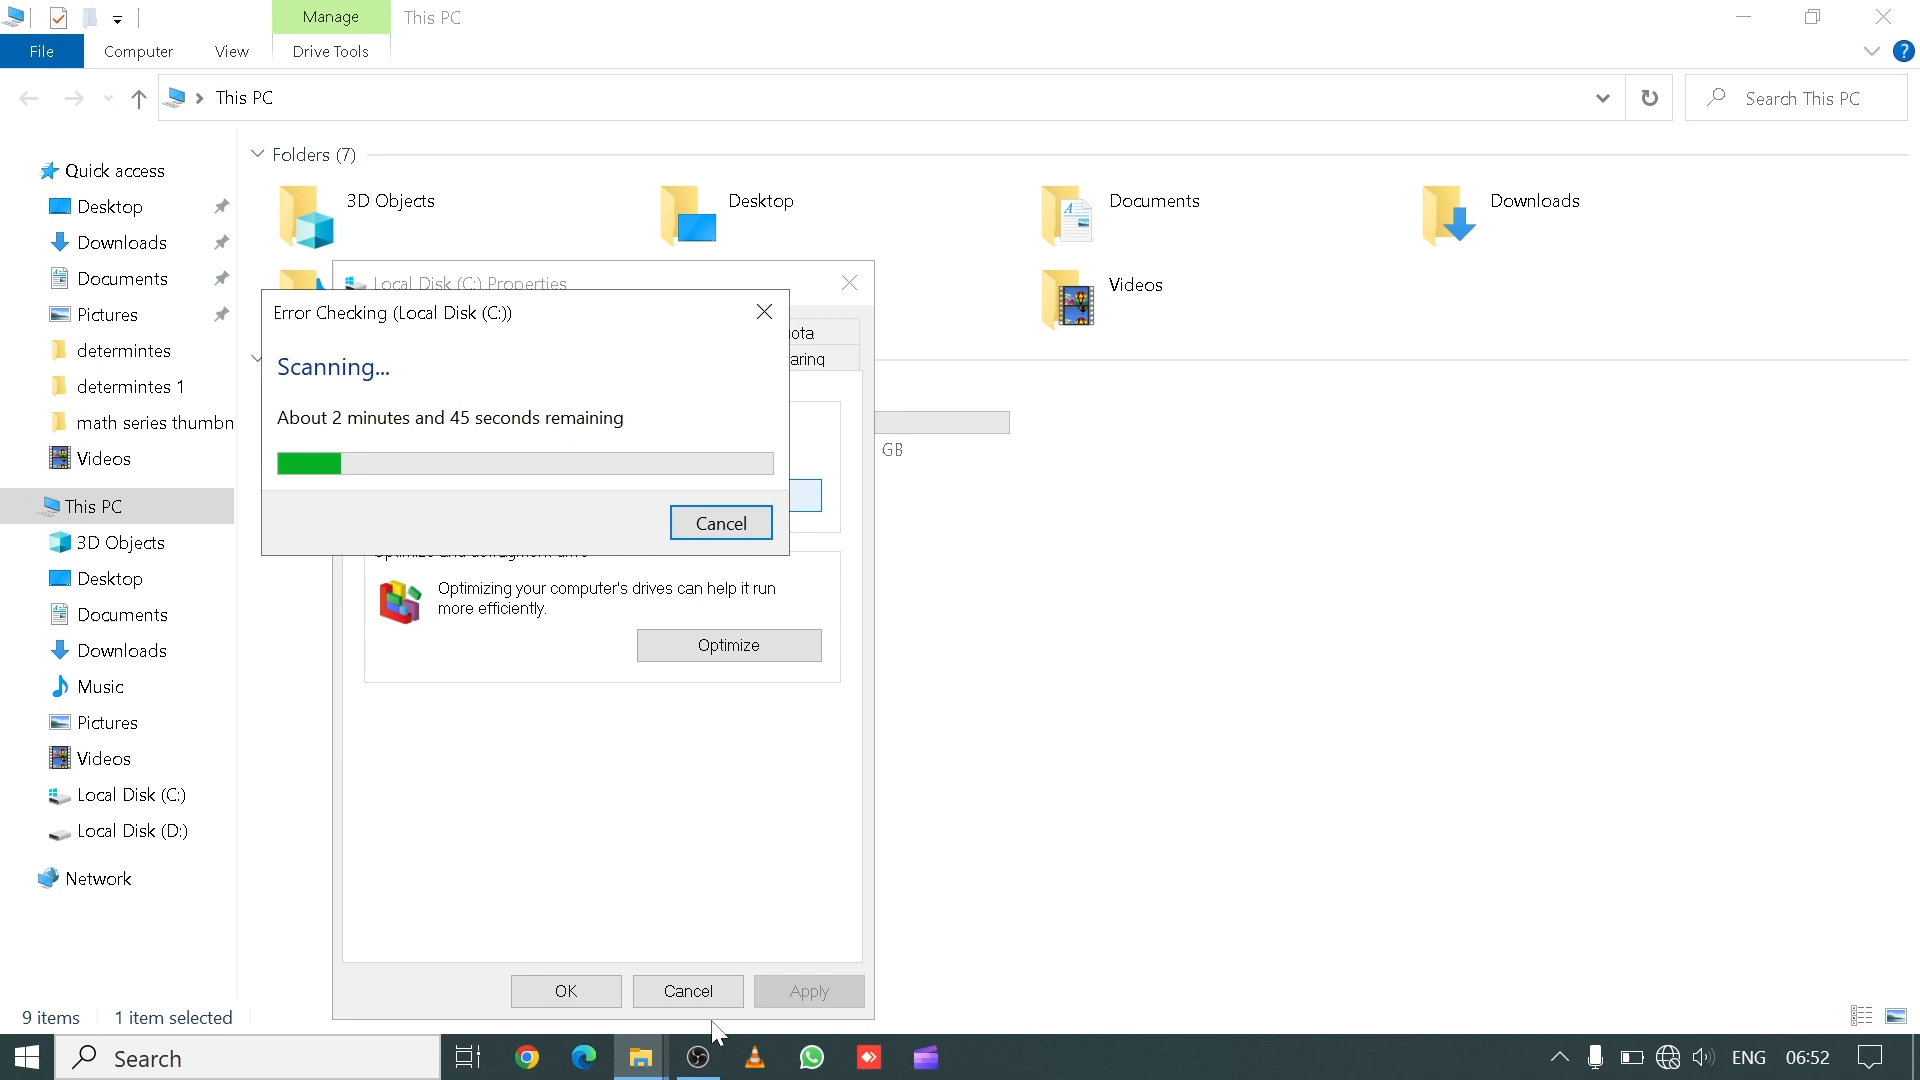 Manage
This PC
File
Computer
View
Drive Tools
This PC
Search This PC
Quick access
Desktop
Downloads
Documents
Pictures
determintes
determintes 1
math series thumbn
Videos
This PC
3D Objects
Desktop
Documents
Downloads
Music
Pictures
Videos
Local Disk (C:)
Local Disk (D:)
Network
Folders (7)
3D Objects
Desktop
Documents
Downloads
Videos
GB
Local Disk (C:) Properties
ota
aring
Error Checking (Local Disk (C:))
Scanning...
About 2 minutes and 45 seconds remaining
Cancel
Optimizing your computer's drives can help it run
more efficiently.
Optimize
OK
Cancel
Apply
9 items
1 item selected
Search
ENG
06:52